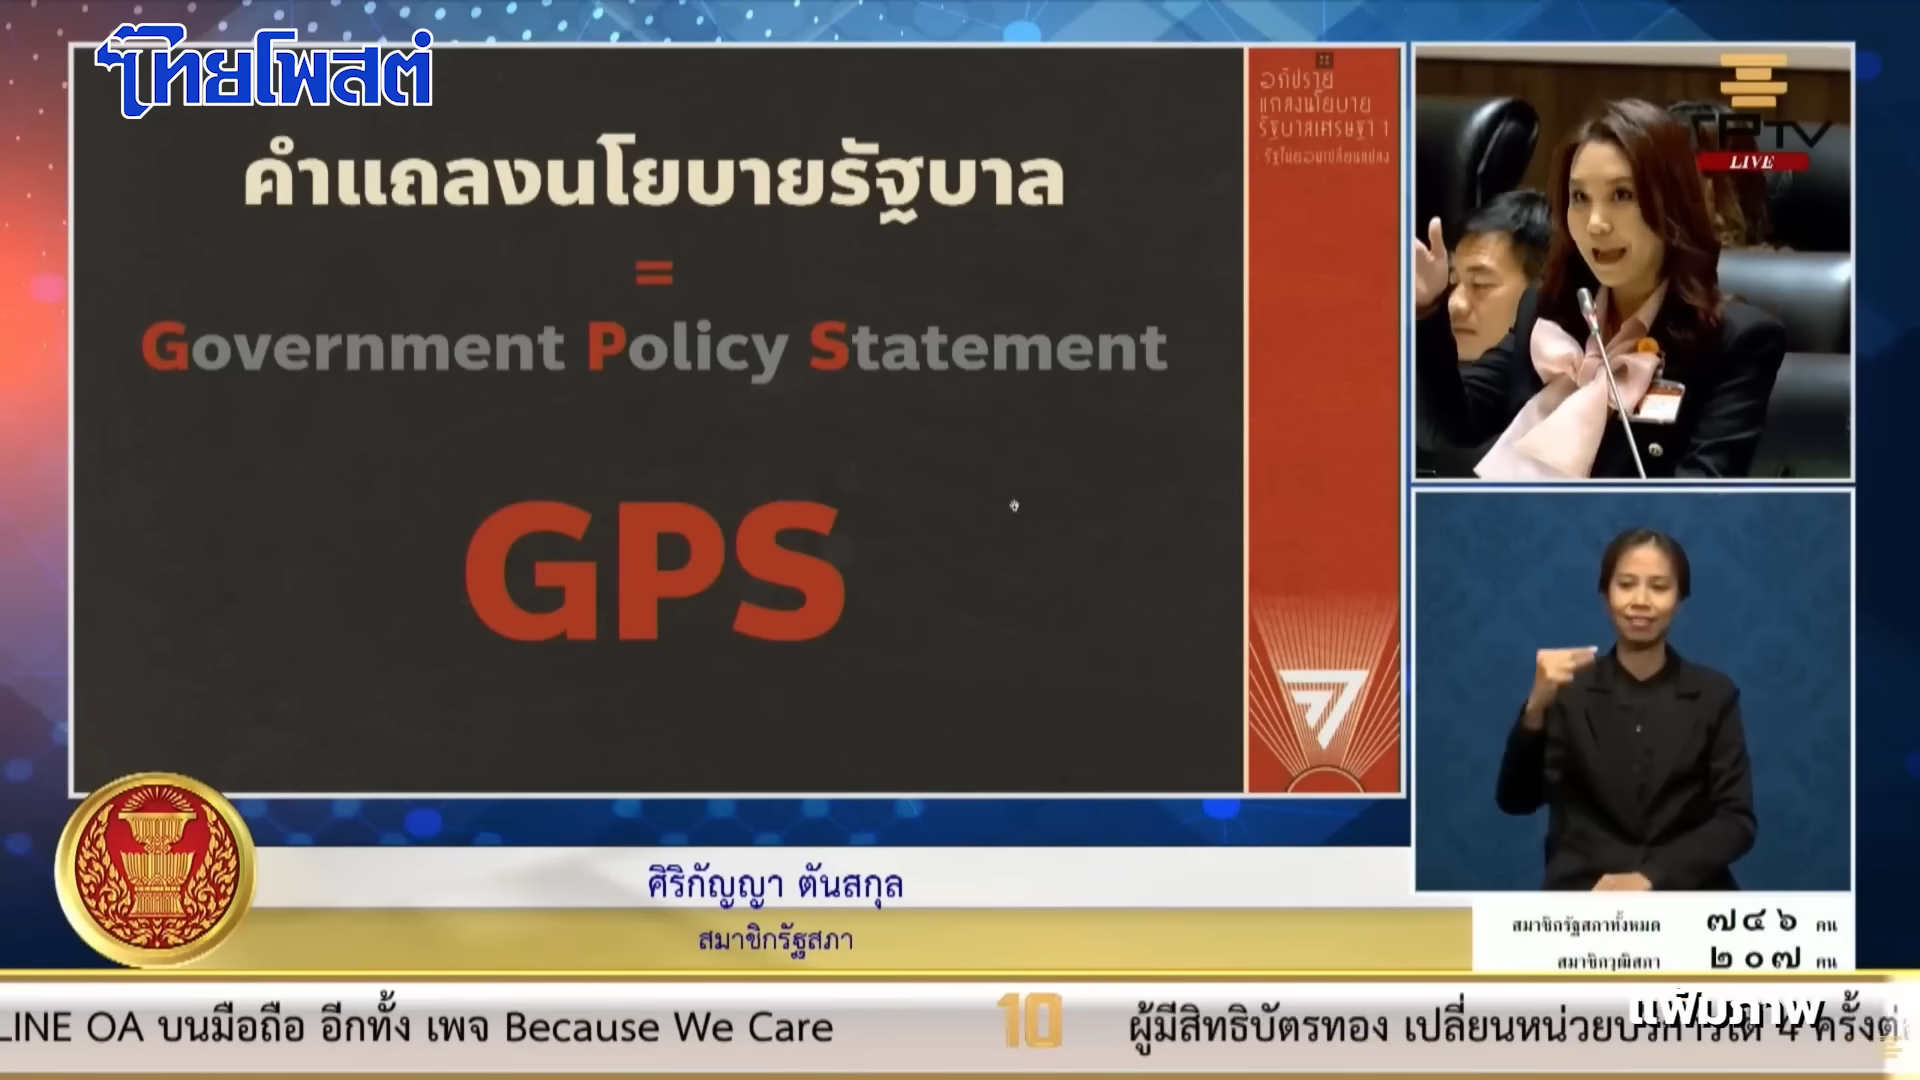 ไทยโพสต์
คำแถลงนโยบายรัฐบาล
=
Government Policy Statement
GPS
อภิปราย
แถลงนโยบาย
รัฐบาลเศรษฐา 1
TPTV
LIVE
ศิริกัญญา ตันสกุล
สมาชิกรัฐสภา
สมาชิกรัฐสภาทั้งหมด ๗๔๖ คน
สมาชิกวุฒิสภา ๒๐๗ คน
LINE OA บนมือถือ อีกทั้ง เพจ Because We Care
10
ผู้มีสิทธิบัตรทอง เปลี่ยนหน่วยบริการได้ 4 ครั้งต่
แฟ้มภาพ